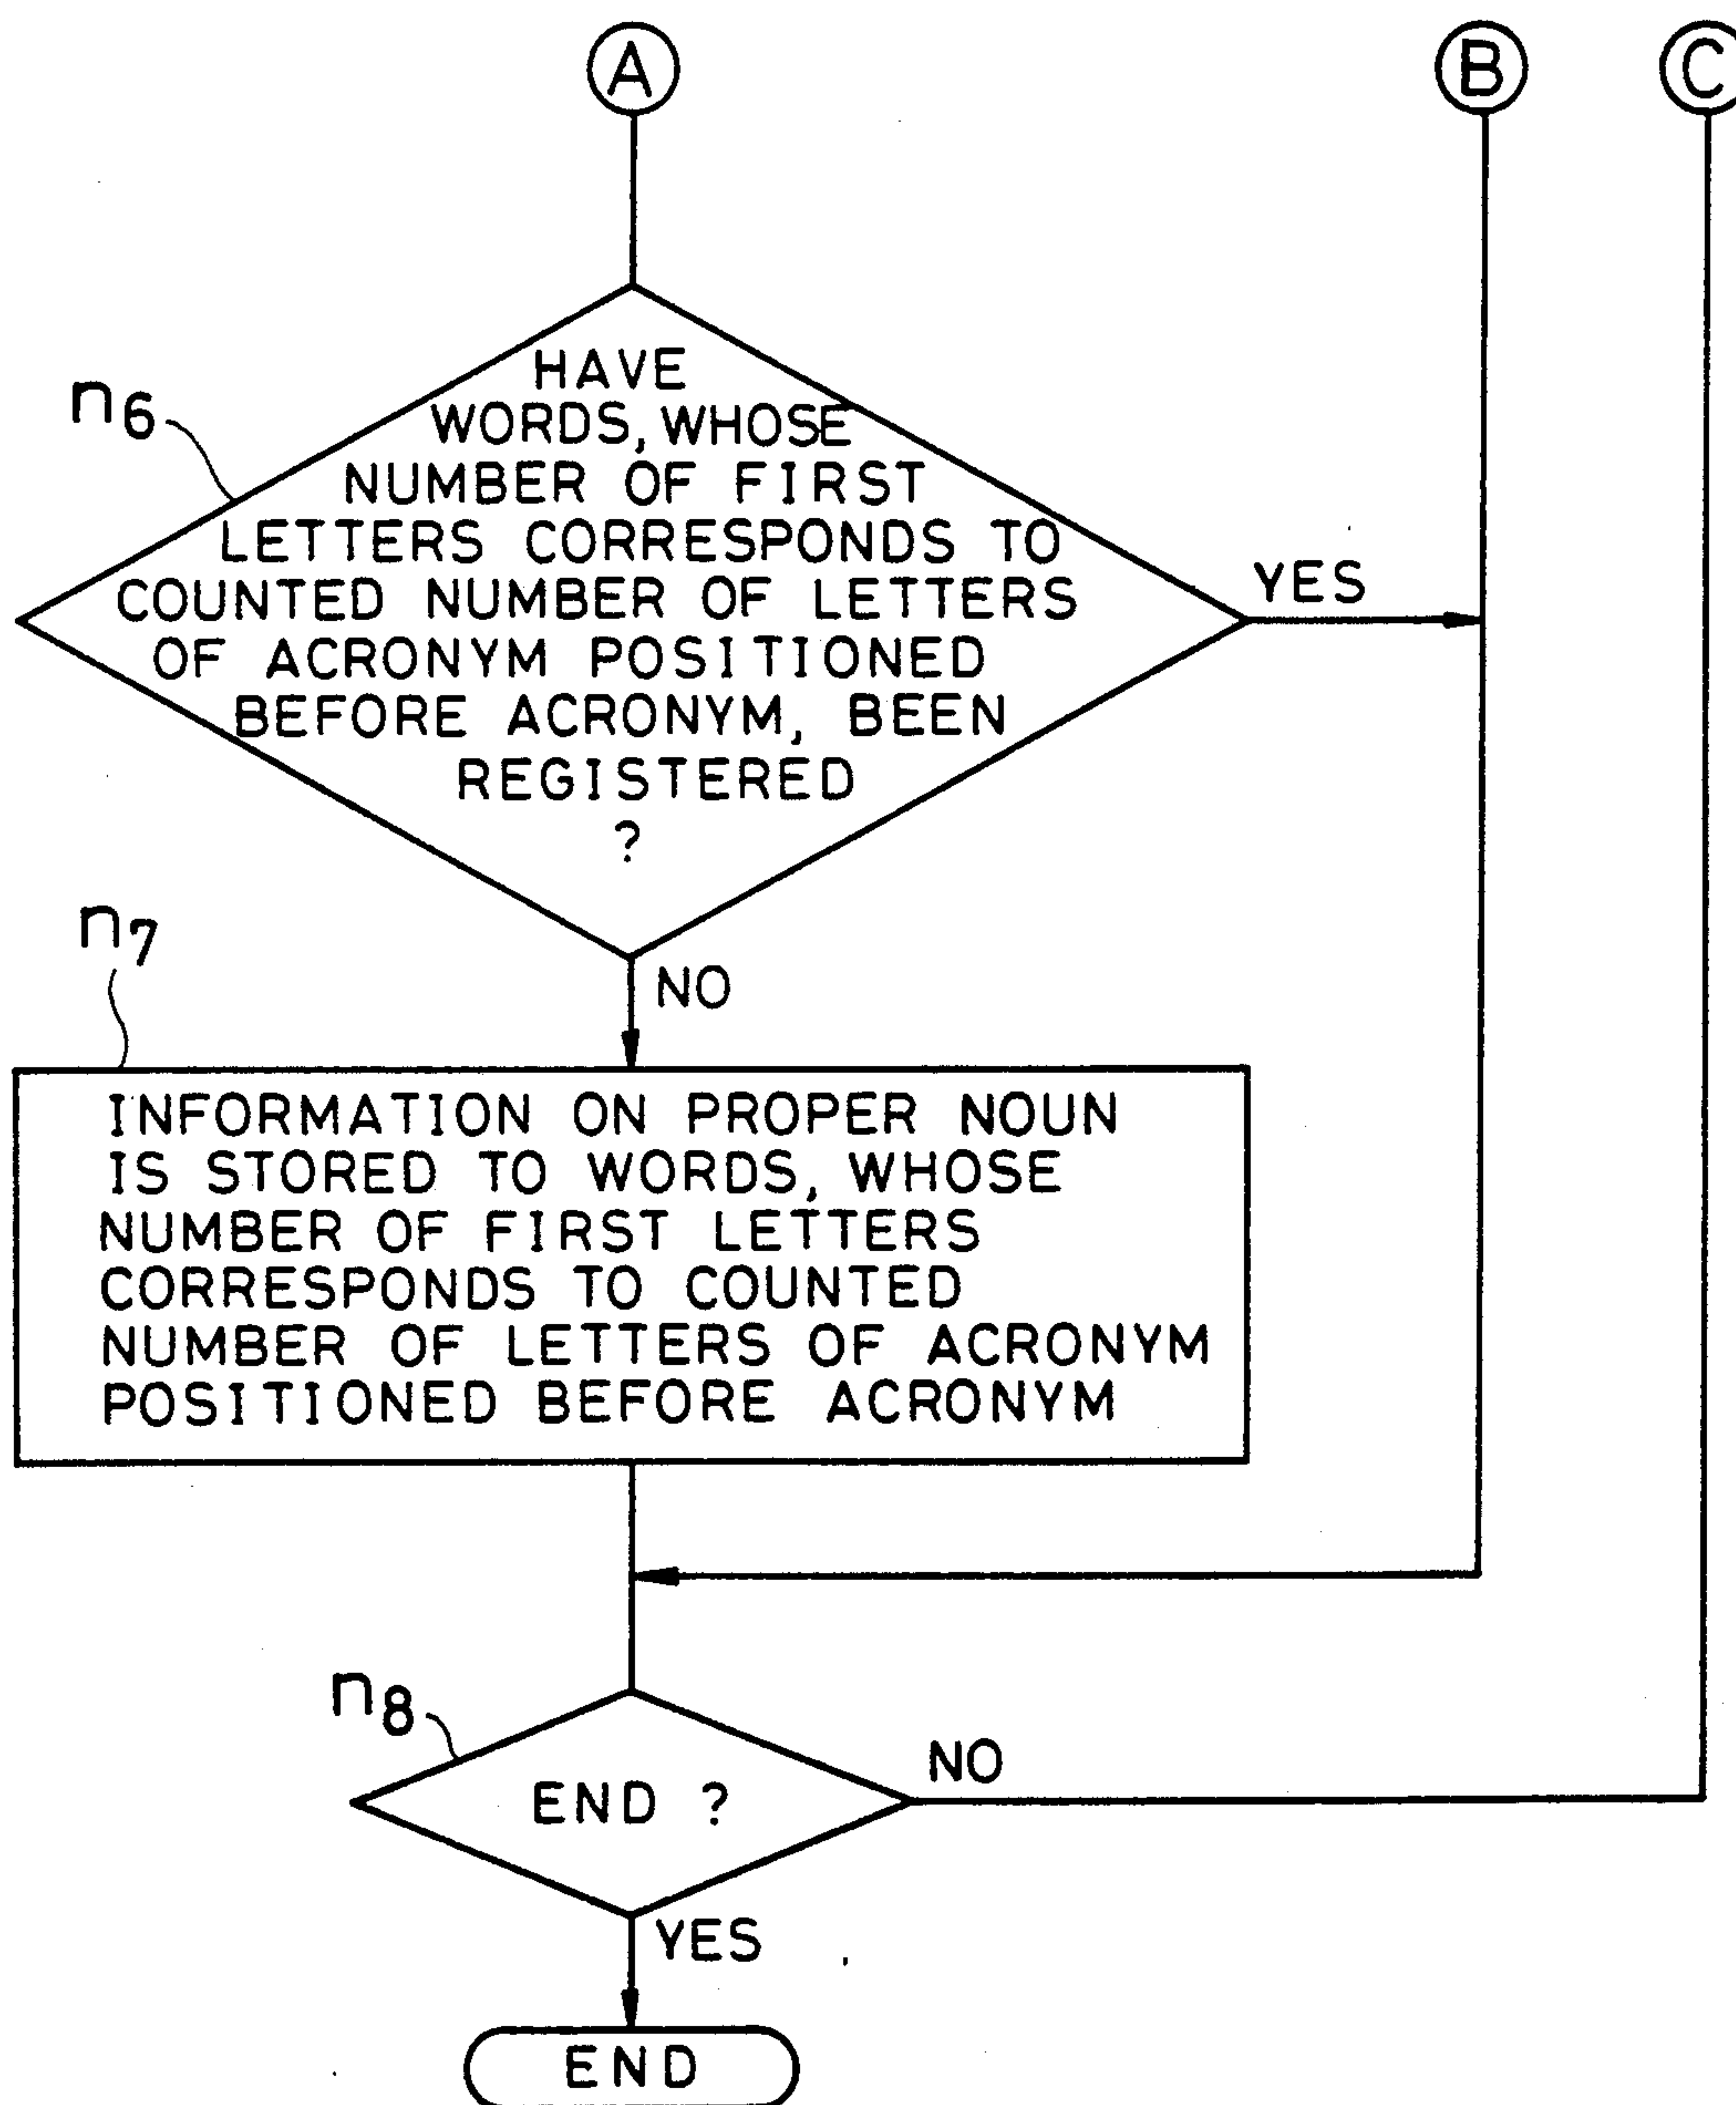 A
B
C
n6
HAVE
WORDS, WHOSE
NUMBER OF FIRST
LETTERS CORRESPONDS TO
COUNTED NUMBER OF LETTERS
OF ACRONYM POSITIONED
BEFORE ACRONYM, BEEN
REGISTERED
?
YES
NO
n7
INFORMATION ON PROPER NOUN
IS STORED TO WORDS, WHOSE
NUMBER OF FIRST LETTERS
CORRESPONDS TO COUNTED
NUMBER OF LETTERS OF ACRONYM
POSITIONED BEFORE ACRONYM
n8
END ?
NO
YES
END